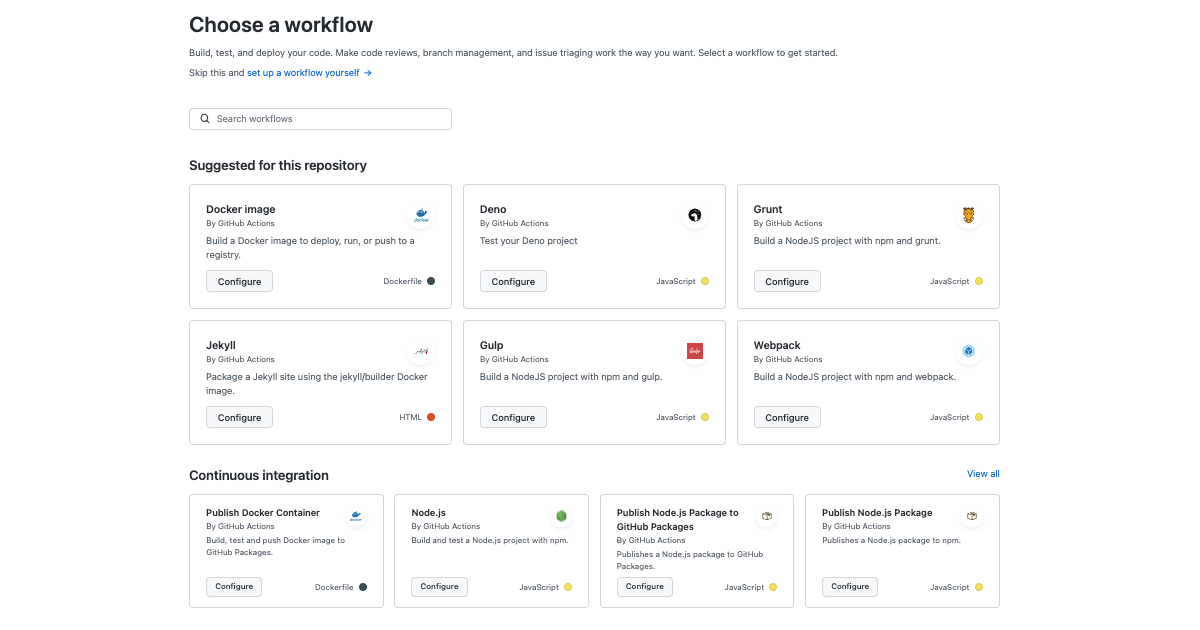 Choose a workflow
Build, test, and deploy your code. Make code reviews, branch management, and issue triaging work the way you want. Select a workflow to get started.
Skip this and set up a workflow yourself →
Search workflows
Suggested for this repository
Docker image
By GitHub Actions
Build a Docker image to deploy, run, or push to a
registry.
Configure
Dockerfile
docker
Deno
By GitHub Actions
Test your Deno project
Configure
JavaScript
Grunt
By GitHub Actions
Build a NodeJS project with npm and grunt.
Configure
JavaScript
Jekyll
By GitHub Actions
Package a Jekyll site using the jekyll/builder Docker
image.
Configure
HTML
Gulp
By GitHub Actions
Build a NodeJS project with npm and gulp.
Configure
JavaScript
Gulp
Webpack
By GitHub Actions
Build a NodeJS project with npm and webpack.
Configure
JavaScript
Continuous integration
View all
Publish Docker Container
By GitHub Actions
Build, test and push Docker image to
GitHub Packages.
Configure
Dockerfile
docker
Node.js
By GitHub Actions
Build and test a Node.js project with npm.
Configure
JavaScript
Publish Node.js Package to
GitHub Packages
By GitHub Actions
Publishes a Node.js package to GitHub
Packages.
Configure
JavaScript
Publish Node.js Package
By GitHub Actions
Publishes a Node.js package to npm.
Configure
JavaScript